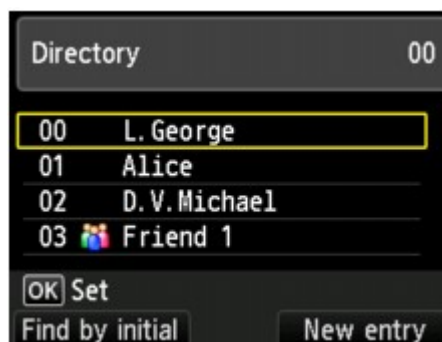 Directory 00
00 L.George
01 Alice
02 D.V.Michael
03 Friend 1
OK Set
Find by initial New entry